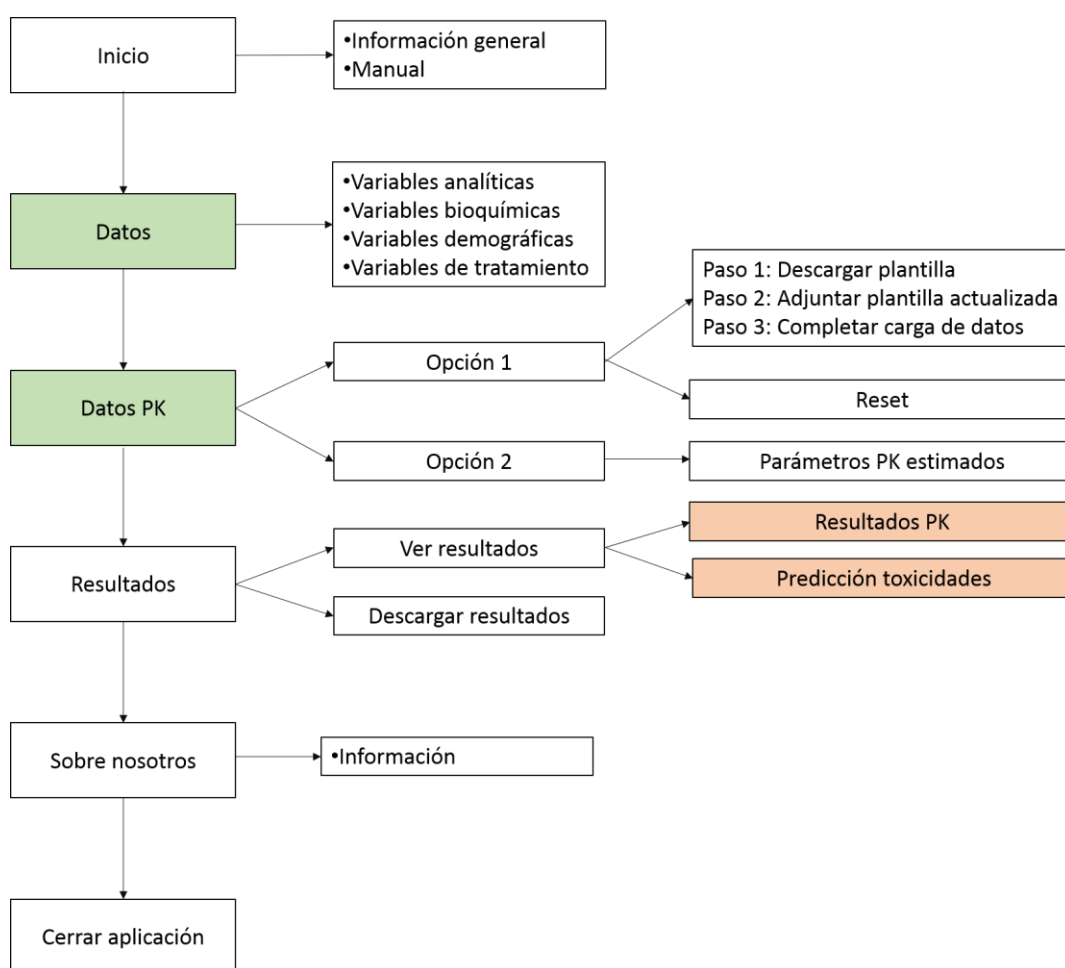 Inicio
•Información general
•Manual
Datos
•Variables analíticas
•Variables bioquímicas
•Variables demográficas
•Variables de tratamiento
Datos PK
Opción 1
Paso 1: Descargar plantilla
Paso 2: Adjuntar plantilla actualizada
Paso 3: Completar carga de datos
Reset
Opción 2
Parámetros PK estimados
Resultados
Ver resultados
Resultados PK
Predicción toxicidades
Descargar resultados
Sobre nosotros
•Información
Cerrar aplicación